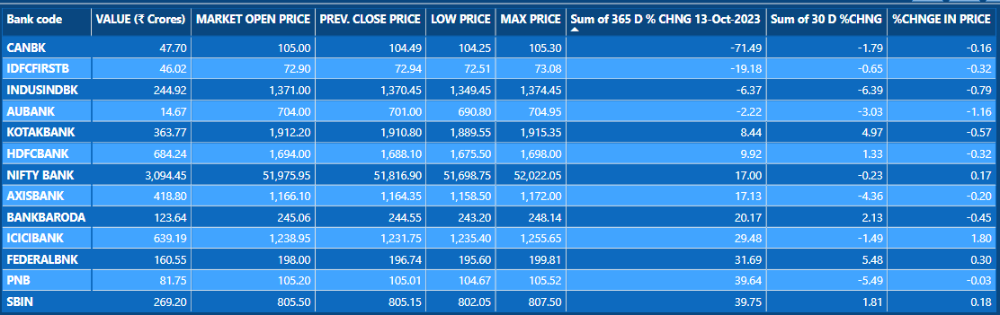 Bank code VALUE (₹ Crores) MARKET OPEN PRICE PREV. CLOSE PRICE LOW PRICE MAX PRICE Sum of 365 D % CHNG 13-Oct-2023 Sum of 30 D %CHNG %CHNGE IN PRICE
CANBK 47.70 105.00 104.49 104.25 105.30 -71.49 -1.79 -0.16
IDFCFIRSTB 46.02 72.90 72.94 72.51 73.08 -19.18 -0.65 -0.32
INDUSINDBK 244.92 1,371.00 1,370.45 1,349.45 1,374.45 -6.37 -6.39 -0.79
AUBANK 14.67 704.00 701.00 690.80 704.95 -2.22 -3.03 -1.16
KOTAKBANK 363.77 1,912.20 1,910.80 1,889.55 1,915.35 8.44 4.97 -0.57
HDFCBANK 684.24 1,694.00 1,688.10 1,675.50 1,698.00 9.92 1.33 -0.32
NIFTY BANK 3,094.45 51,975.95 51,816.90 51,698.75 52,022.05 17.00 -0.23 0.17
AXISBANK 418.80 1,166.10 1,164.35 1,158.50 1,172.00 17.13 -4.36 -0.20
BANKBARODA 123.64 245.06 244.55 243.20 248.14 20.17 2.13 -0.45
ICICIBANK 639.19 1,238.95 1,231.75 1,235.40 1,255.65 29.48 -1.49 1.80
FEDERALBNK 160.55 198.00 196.74 195.60 199.81 31.69 5.48 0.30
PNB 81.75 105.20 105.01 104.67 105.52 39.64 -5.49 -0.03
SBIN 269.20 805.50 805.15 802.05 807.50 39.75 1.81 0.18